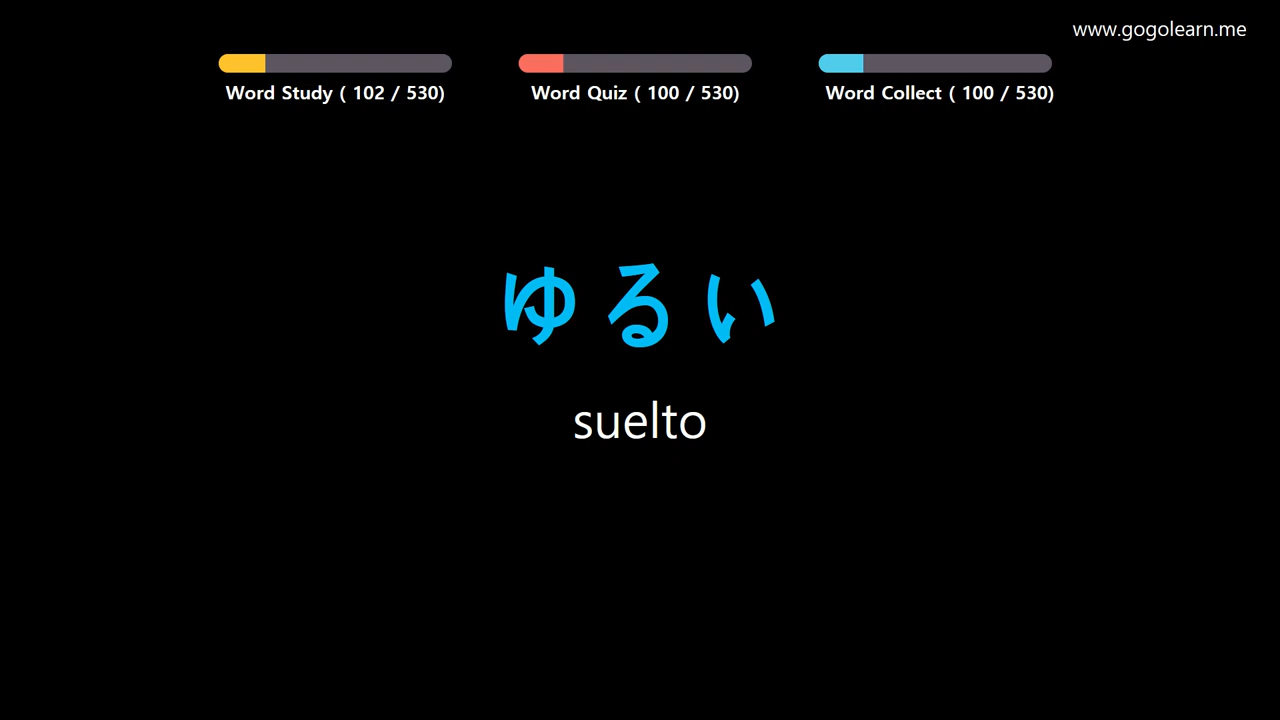 www.gogolearn.me
Word Study ( 102 / 530)
Word Quiz ( 100 / 530)
Word Collect ( 100 / 530)
ゆるい
suelto